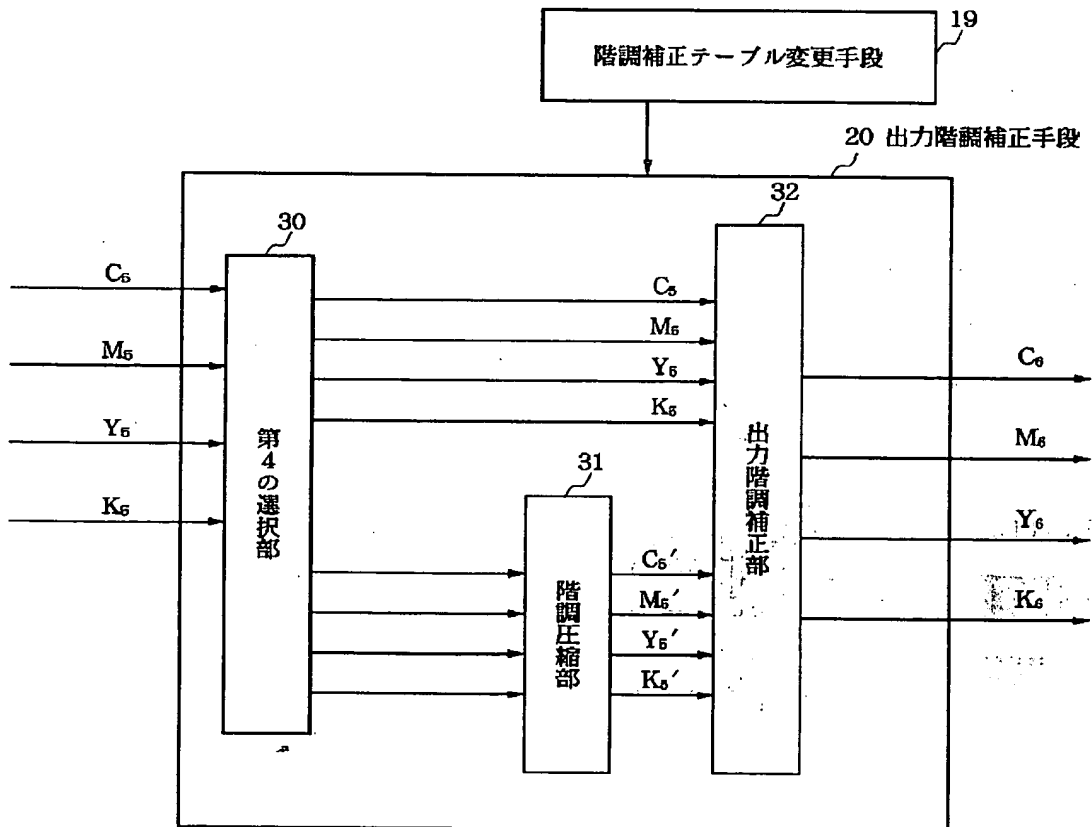 19
階調補正テーブル変更手段
20 出力階調補正手段
30
32
C₅
M₅
Y₅
K₅
第4の選択部
C₅
M₅
Y₅
K₅
31
階調圧縮部
C₅′
M₅′
Y₅′
K₅′
出力階調補正部
C₆
M₆
Y₆
K₆